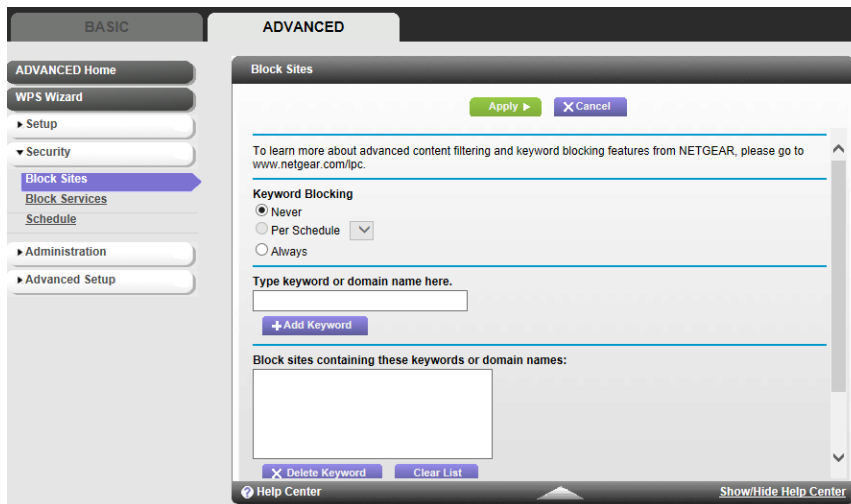 BASIC
ADVANCED
ADVANCED Home
WPS Wizard
Setup
Security
Block Sites
Block Services
Schedule
Administration
Advanced Setup
Block Sites
Apply
Cancel
To learn more about advanced content filtering and keyword blocking features from NETGEAR, please go to
www.netgear.com/lpc.
Keyword Blocking
Never
Per Schedule
Always
Type keyword or domain name here.
Add Keyword
Block sites containing these keywords or domain names:
Delete Keyword
Clear List
Help Center
Show/Hide Help Center